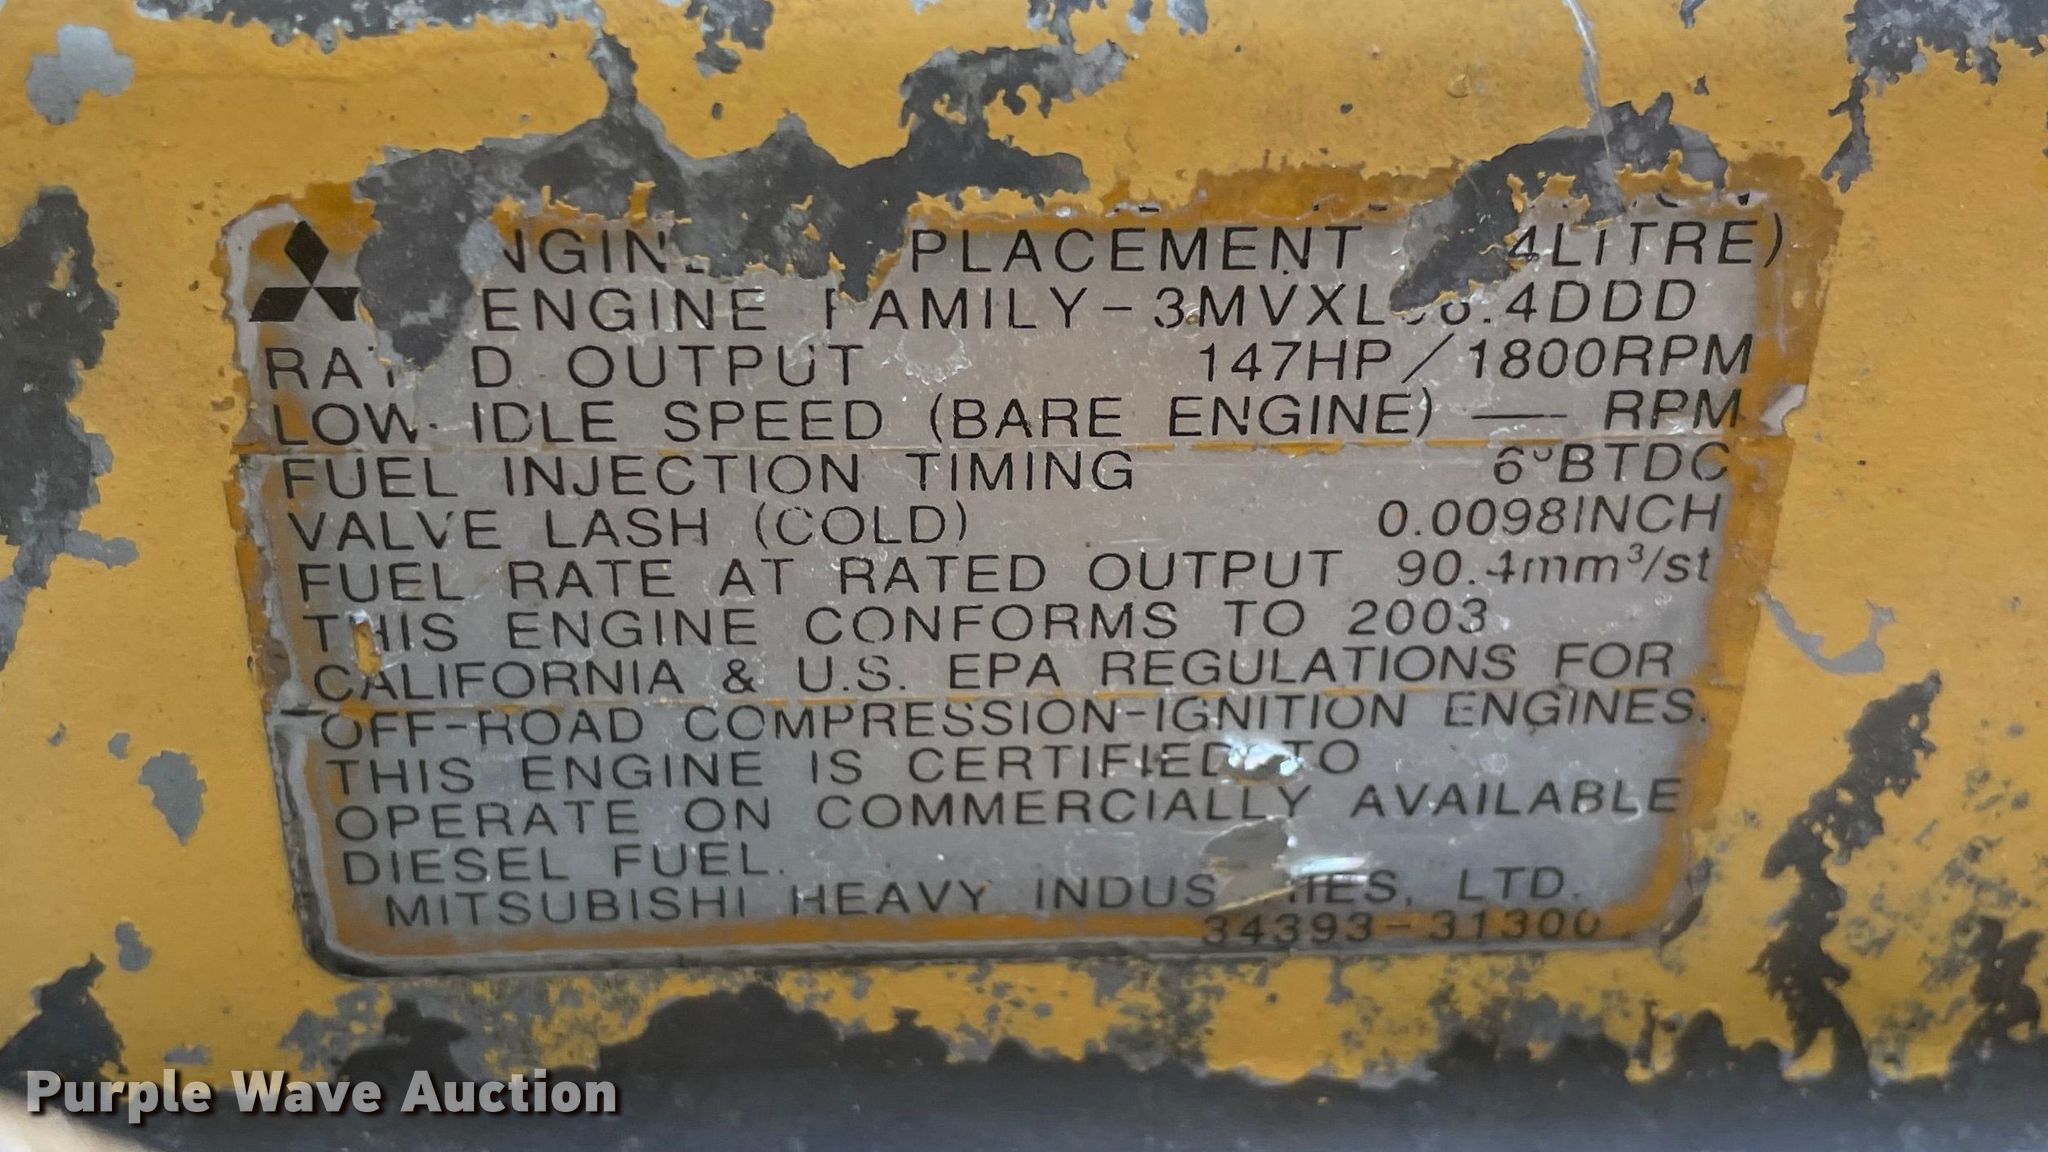 PLACEMENT 4LITRE)
ENGINE FAMILY-
RATED OUTPUT 147HP/1800RPM
LOW IDLE SPEED (BARE ENGINE) — RPM
FUEL INJECTION TIMING 6°BTDC
VALVE LASH (COLD) 0.0098INCH
FUEL RATE AT RATED OUTPUT 90.4mm³/st
THIS ENGINE CONFORMS TO 2003
CALIFORNIA & U.S. EPA REGULATIONS FOR
OFF-ROAD COMPRESSION-IGNITION ENGINES.
THIS ENGINE IS CERTIFIED TO
OPERATE ON COMMERCIALLY AVAILABLE
DIESEL FUEL.
MITSUBISHI HEAVY INDUSTRIES, LTD.
34393-31300
Purple Wave Auction